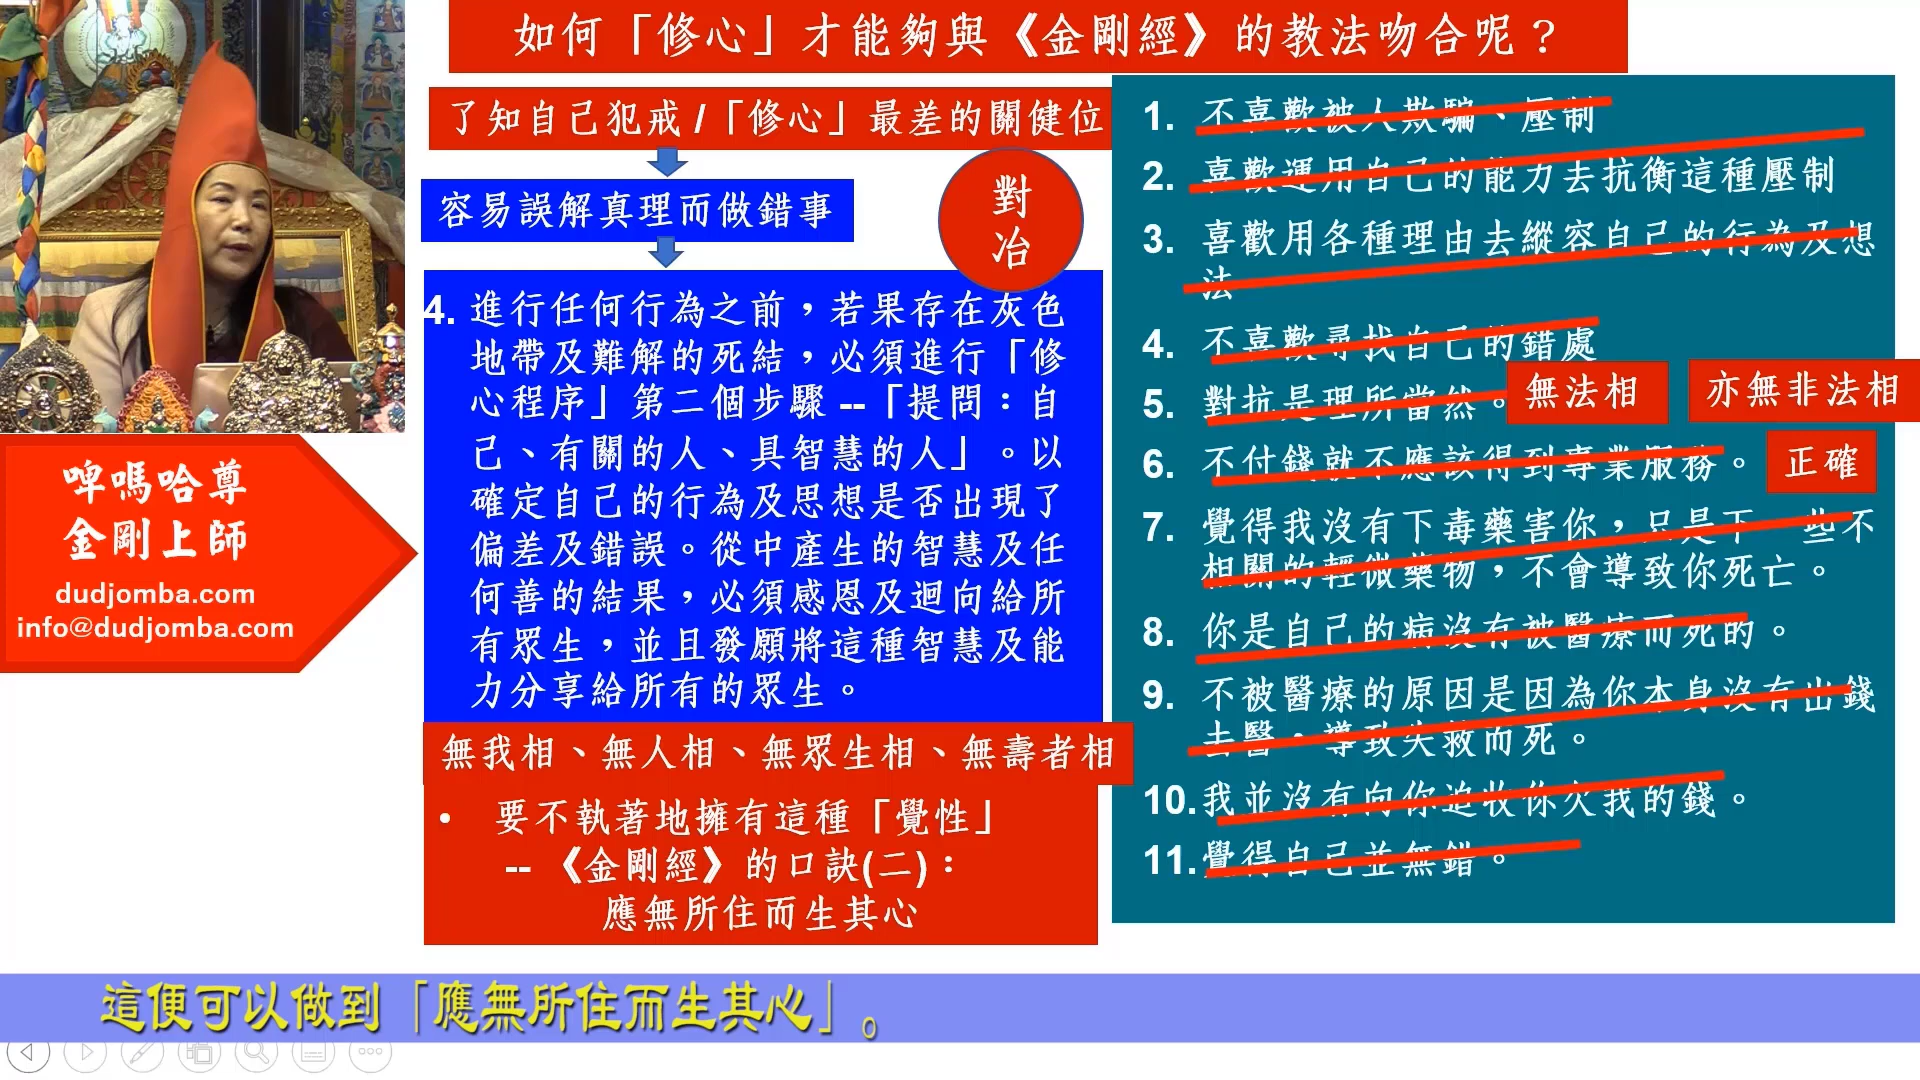 如何「修心」才能夠與《金剛經》的教法吻合呢？
了知自己犯戒 /「修心」最差的關健位
容易誤解真理而做錯事
對
冶
4. 進行任何行為之前，若果存在灰色
地帶及難解的死結，必須進行「修
心程序」第二個步驟 --「提問：自
己、有關的人、具智慧的人」。以
確定自己的行為及思想是否出現了
偏差及錯誤。從中產生的智慧及任
何善的結果，必須感恩及迴向給所
有眾生，並且發願將這種智慧及能
力分享給所有的眾生。
無我相、無人相、無眾生相、無壽者相
• 要不執著地擁有這種「覺性」
-- 《金剛經》的口訣(二)：
應無所住而生其心
1. 不喜歡被人欺騙、壓制
2. 喜歡運用自己的能力去抗衡這種壓制
3. 喜歡用各種理由去縱容自己的行為及想
法
4. 不喜歡尋找自己的錯處
5. 對抗是理所當然。
無法相
亦無非法相
6. 不付錢就不應該得到專業服務。
正確
7. 覺得我沒有下毒藥害你，只是下一些不
相關的輕微藥物，不會導致你死亡。
8. 你是自己的病沒有被醫療而死的。
9. 不被醫療的原因是因為你本身沒有出錢
去醫，導致失救而死。
10. 我並沒有向你追收你欠我的錢。
11. 覺得自己並無錯。
啤嗎哈尊
金剛上師
dudjomba.com
info@dudjomba.com
這便可以做到「應無所住而生其心」。